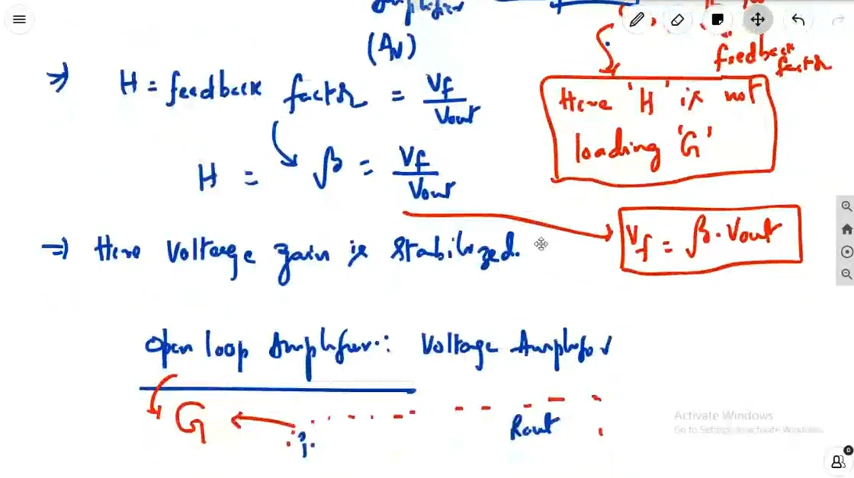 (Av)
feedback
factor
⇒ H = feedback factor = Vf / Vout
Here 'H' is not
loading 'G'
H = β = Vf / Vout
Vf = β · Vout
⇒ Here Voltage gain is stabilized.
Open loop Amplifier : Voltage Amplifier
G
Rout
Activate Windows
Go to Settings to activate Windows.